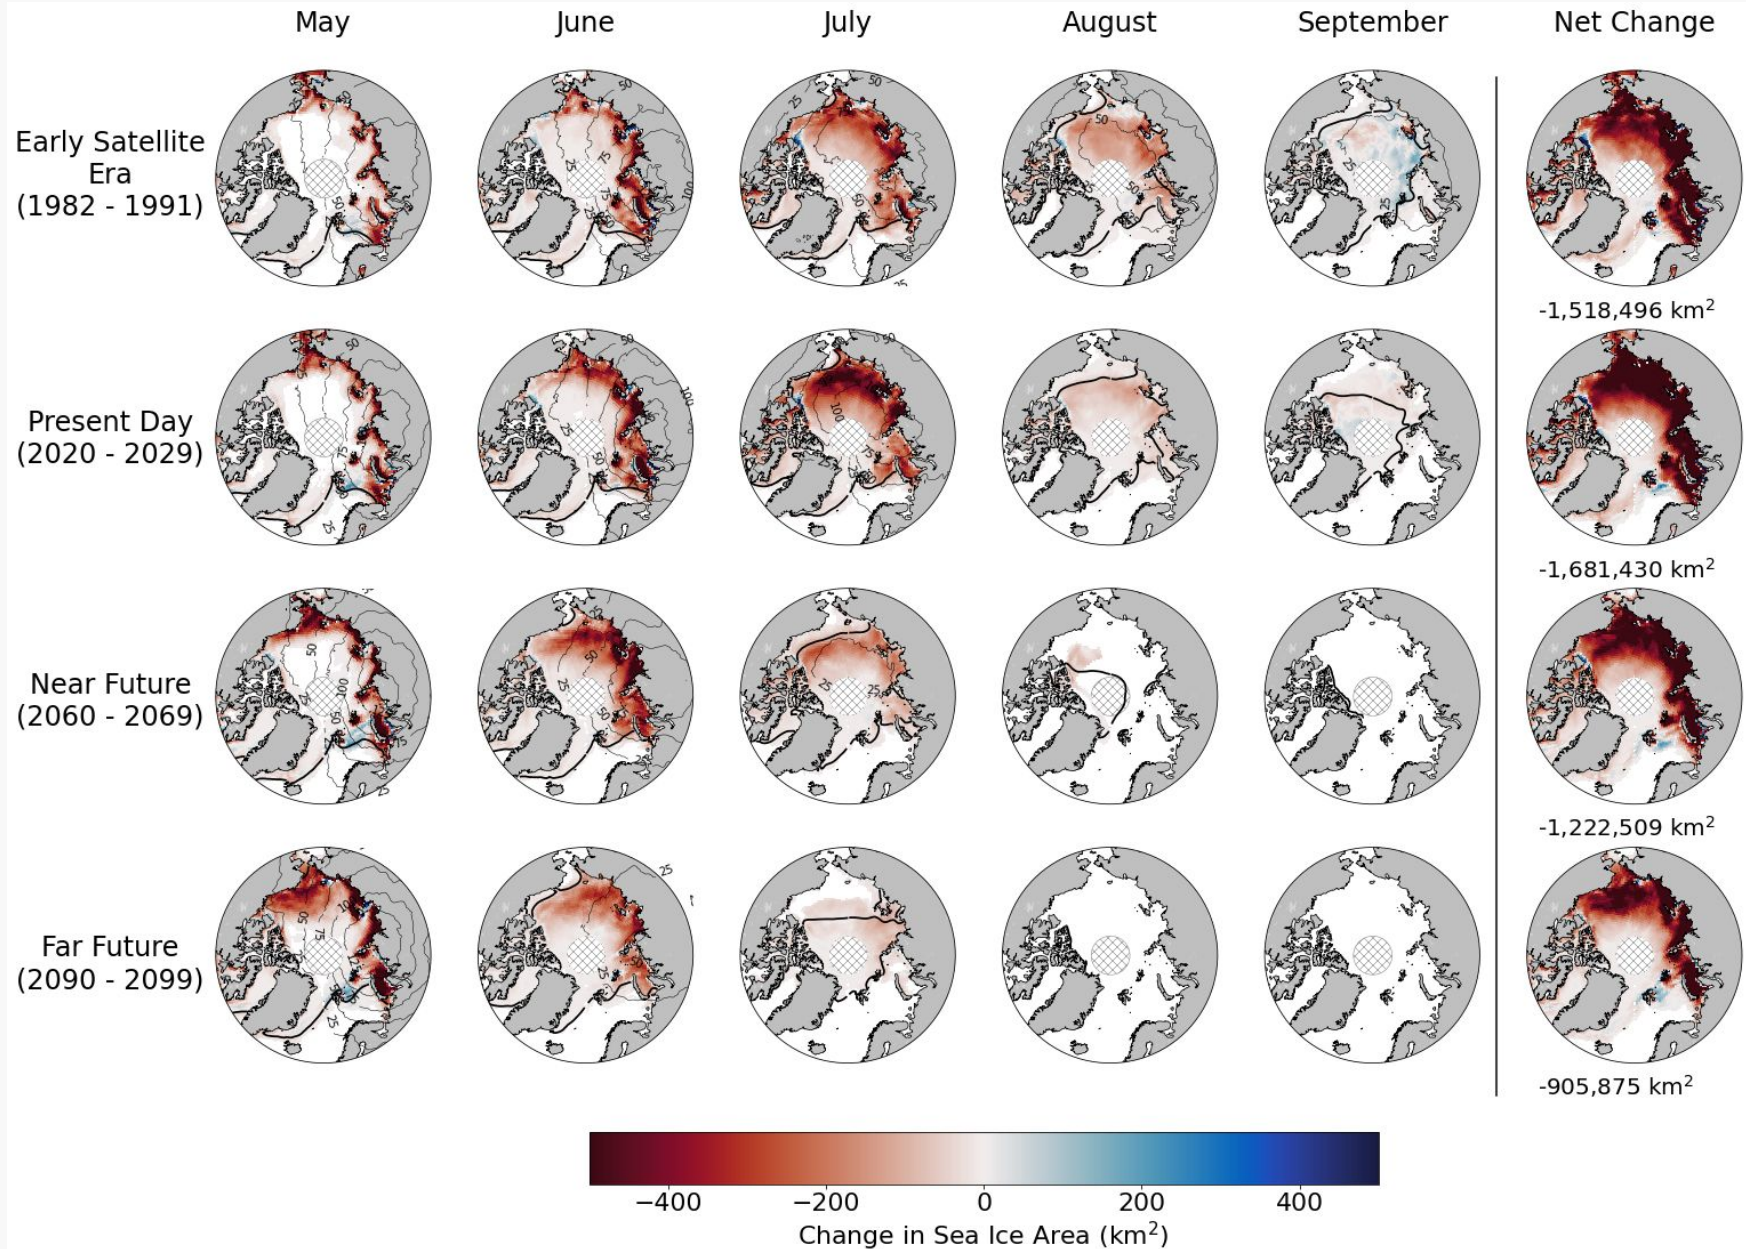 May June July August September Net Change
Early Satellite
Era
(1982 - 1991)
-1,518,496 km²
Present Day
(2020 - 2029)
-1,681,430 km²
Near Future
(2060 - 2069)
-1,222,509 km²
Far Future
(2090 - 2099)
-905,875 km²
−400 −200 0 200 400
Change in Sea Ice Area (km²)